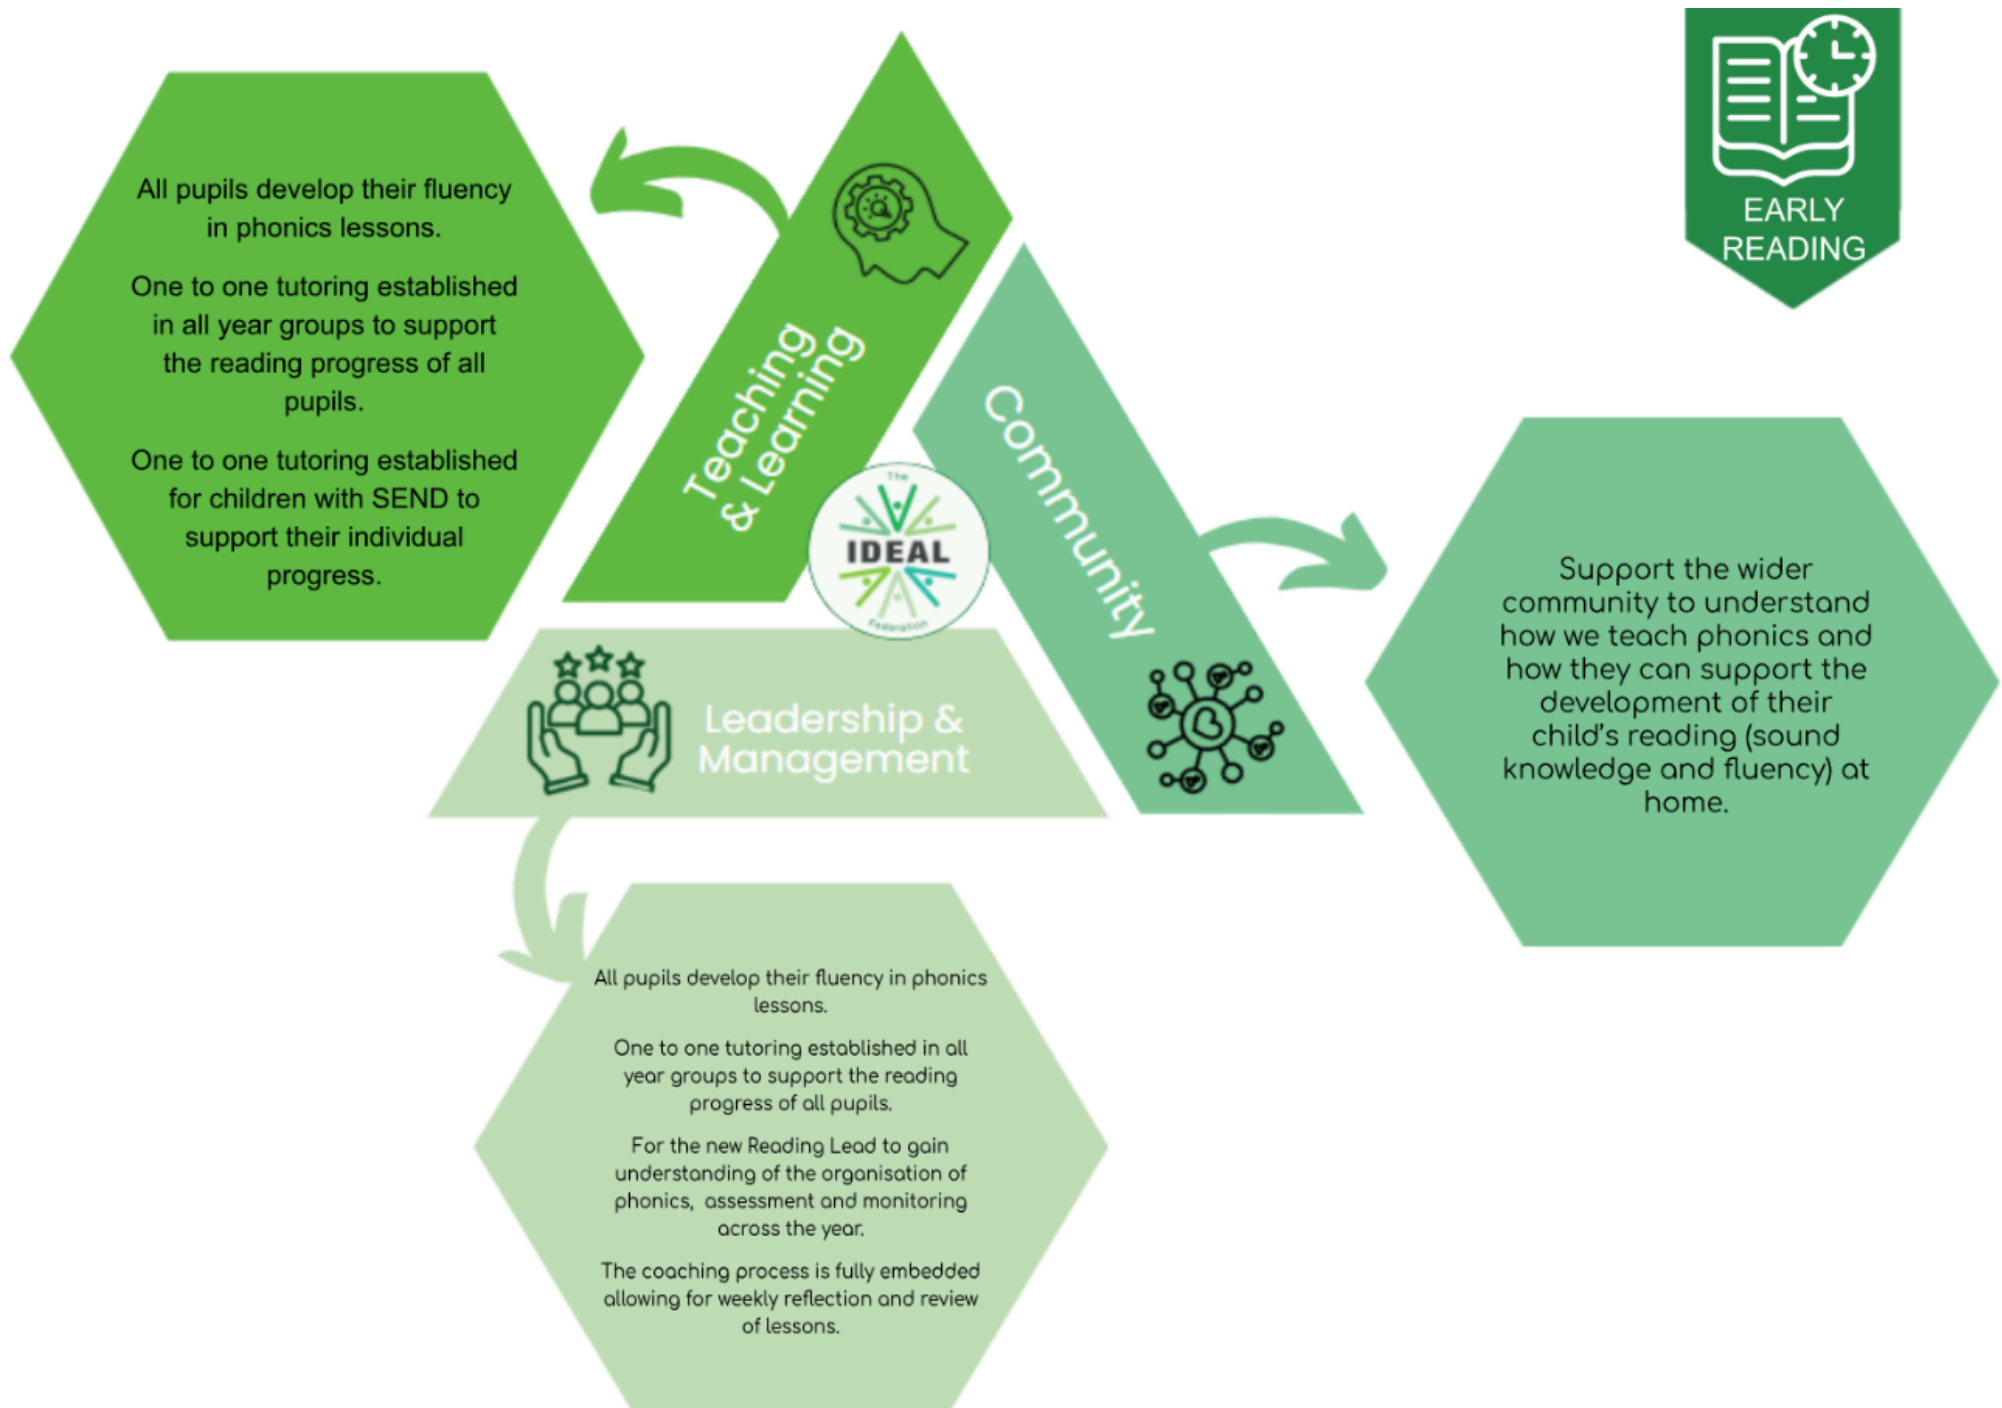 EARLY
READING
All pupils develop their fluency
in phonics lessons.
One to one tutoring established
in all year groups to support
the reading progress of all
pupils.
One to one tutoring established
for children with SEND to
support their individual
progress.
Teaching
& Learning
Community
The
IDEAL
Federation
Leadership &
Management
Support the wider
community to understand
how we teach phonics and
how they can support the
development of their
child's reading (sound
knowledge and fluency) at
home.
All pupils develop their fluency in phonics
lessons.
One to one tutoring established in all
year groups to support the reading
progress of all pupils.
For the new Reading Lead to gain
understanding of the organisation of
phonics,  assessment and monitoring
across the year.
The coaching process is fully embedded
allowing for weekly reflection and review
of lessons.